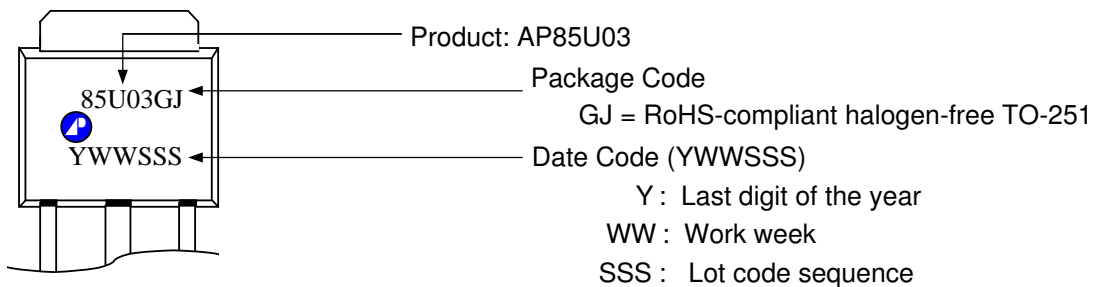 Product: AP85U03
Package Code
85U03GJ
GJ = RoHS-compliant halogen-free TO-251
AP
YWWSSS
Date Code (YWWSSS)
Y : Last digit of the year
WW : Work week
SSS : Lot code sequence